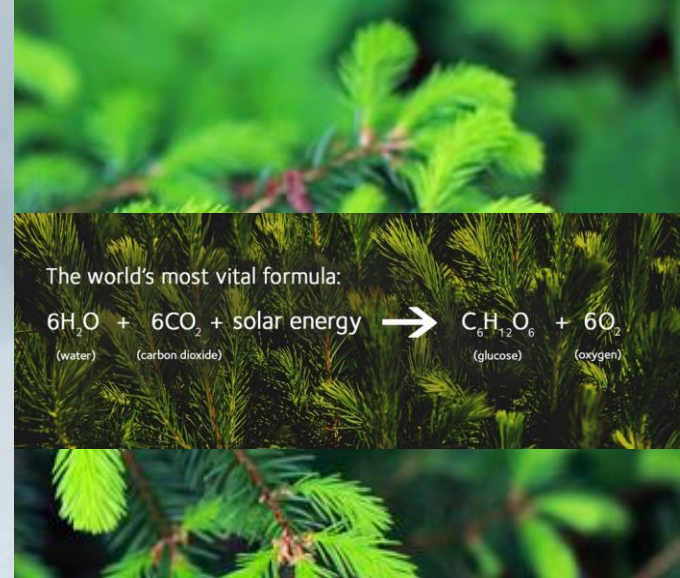 The world's most vital formula:
6H₂O + 6CO₂ + solar energy → C₆H₁₂O₆ + 6O₂
(water) (carbon dioxide) (glucose) (oxygen)